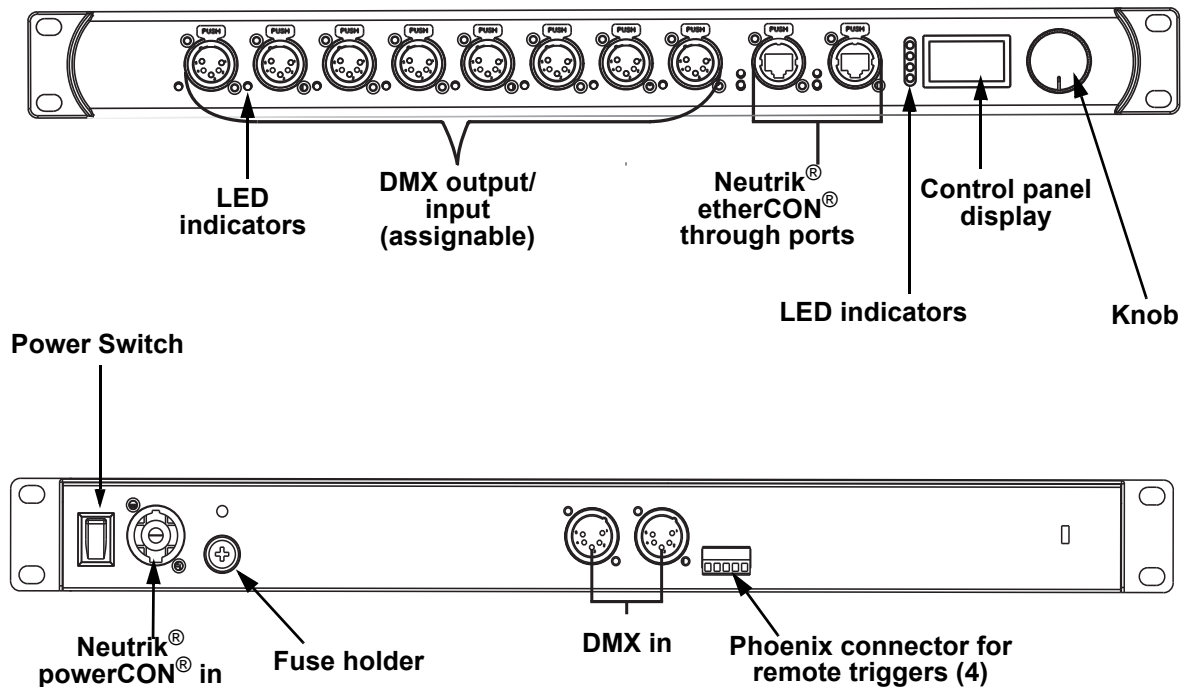 PUSH PUSH PUSH PUSH PUSH PUSH PUSH PUSH PUSH PUSH
LED
indicators
DMX output/
input
(assignable)
Neutrik®
etherCON®
through ports
Control panel
display
LED indicators
Knob
Power Switch
Neutrik®
powerCON® in
Fuse holder
DMX in
Phoenix connector for
remote triggers (4)